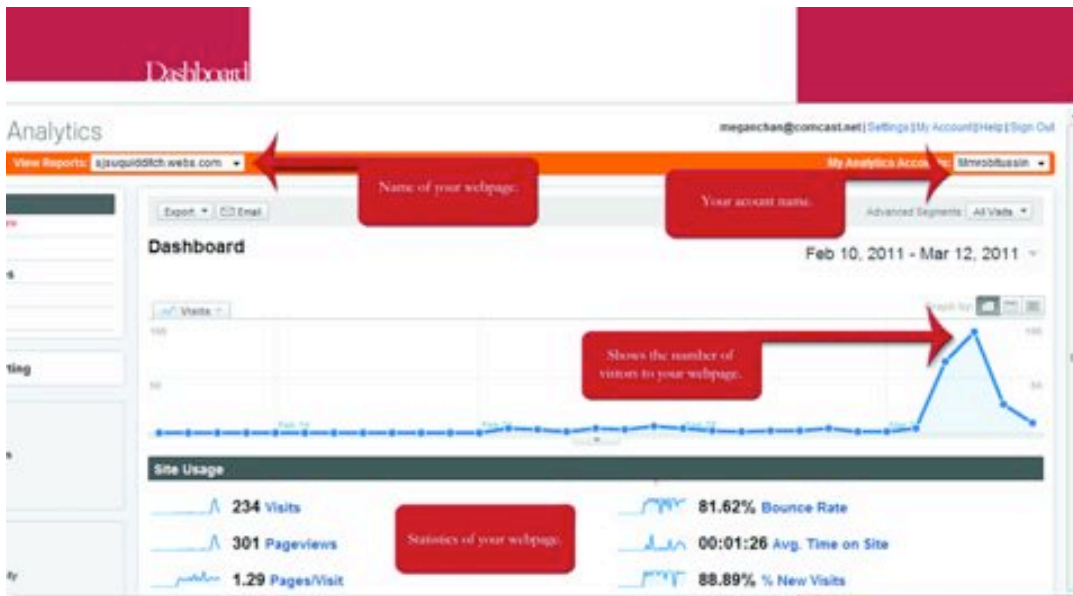 Dashboard
Analytics
meganchan@comcast.net | Settings | My Account | Help | Sign Out
View Reports: sjsuquidditch.webs.com
My Analytics Accounts: Mmrobitussin
Name of your webpage.
Your acount name.
Export Email
Advanced Segments: All Visits
Dashboard
Feb 10, 2011 - Mar 12, 2011
Visits
Graph by:
100
100
Shows the number of
visitors to your webpage.
50
50
Site Usage
234 Visits
81.62% Bounce Rate
Statistics of your webpage.
301 Pageviews
00:01:26 Avg. Time on Site
1.29 Pages/Visit
88.89% % New Visits